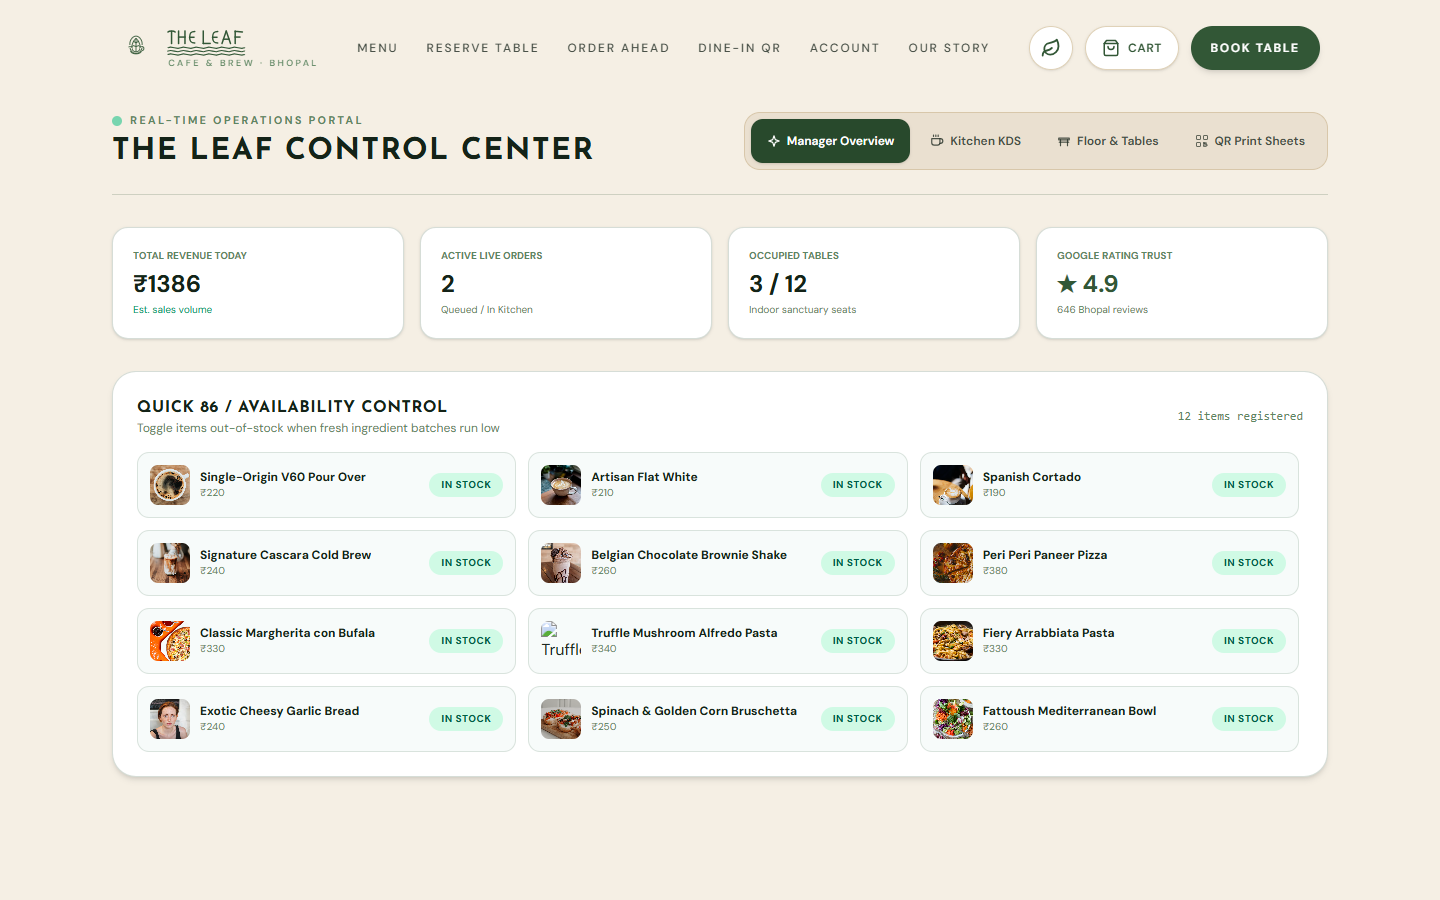 THE LEAF
CAFE & BREW · BHOPAL
MENU
RESERVE TABLE
ORDER AHEAD
DINE-IN QR
ACCOUNT
OUR STORY
CART
BOOK TABLE
REAL-TIME OPERATIONS PORTAL
THE LEAF CONTROL CENTER
Manager Overview
Kitchen KDS
Floor & Tables
QR Print Sheets
TOTAL REVENUE TODAY
₹1386
Est. sales volume
ACTIVE LIVE ORDERS
2
Queued / In Kitchen
OCCUPIED TABLES
3 / 12
Indoor sanctuary seats
GOOGLE RATING TRUST
★ 4.9
646 Bhopal reviews
QUICK 86 / AVAILABILITY CONTROL
Toggle items out-of-stock when fresh ingredient batches run low
12 items registered
Single-Origin V60 Pour Over
₹220
IN STOCK
Artisan Flat White
₹210
IN STOCK
Spanish Cortado
₹190
IN STOCK
Signature Cascara Cold Brew
₹240
IN STOCK
Belgian Chocolate Brownie Shake
₹260
IN STOCK
Peri Peri Paneer Pizza
₹380
IN STOCK
Classic Margherita con Bufala
₹330
IN STOCK
Truffl
Truffle Mushroom Alfredo Pasta
₹340
IN STOCK
Fiery Arrabbiata Pasta
₹330
IN STOCK
Exotic Cheesy Garlic Bread
₹240
IN STOCK
Spinach & Golden Corn Bruschetta
₹250
IN STOCK
Fattoush Mediterranean Bowl
₹260
IN STOCK